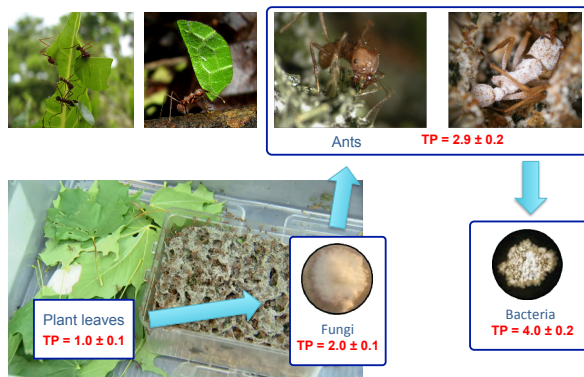 Ants
TP = 2.9 ± 0.2
Plant leaves
TP = 1.0 ± 0.1
Fungi
TP = 2.0 ± 0.1
Bacteria
TP = 4.0 ± 0.2